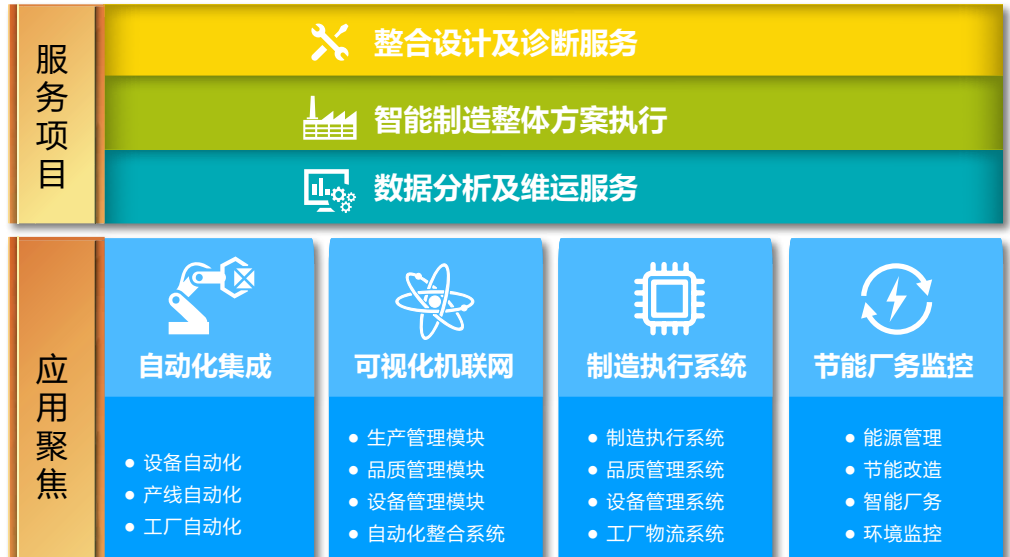 服务项目
整合设计及诊断服务
智能制造整体方案执行
数据分析及维运服务
应用聚焦
自动化集成
设备自动化
产线自动化
工厂自动化
可视化机联网
生产管理模块
品质管理模块
设备管理模块
自动化整合系统
制造执行系统
制造执行系统
品质管理系统
设备管理系统
工厂物流系统
节能厂务监控
能源管理
节能改造
智能厂务
环境监控